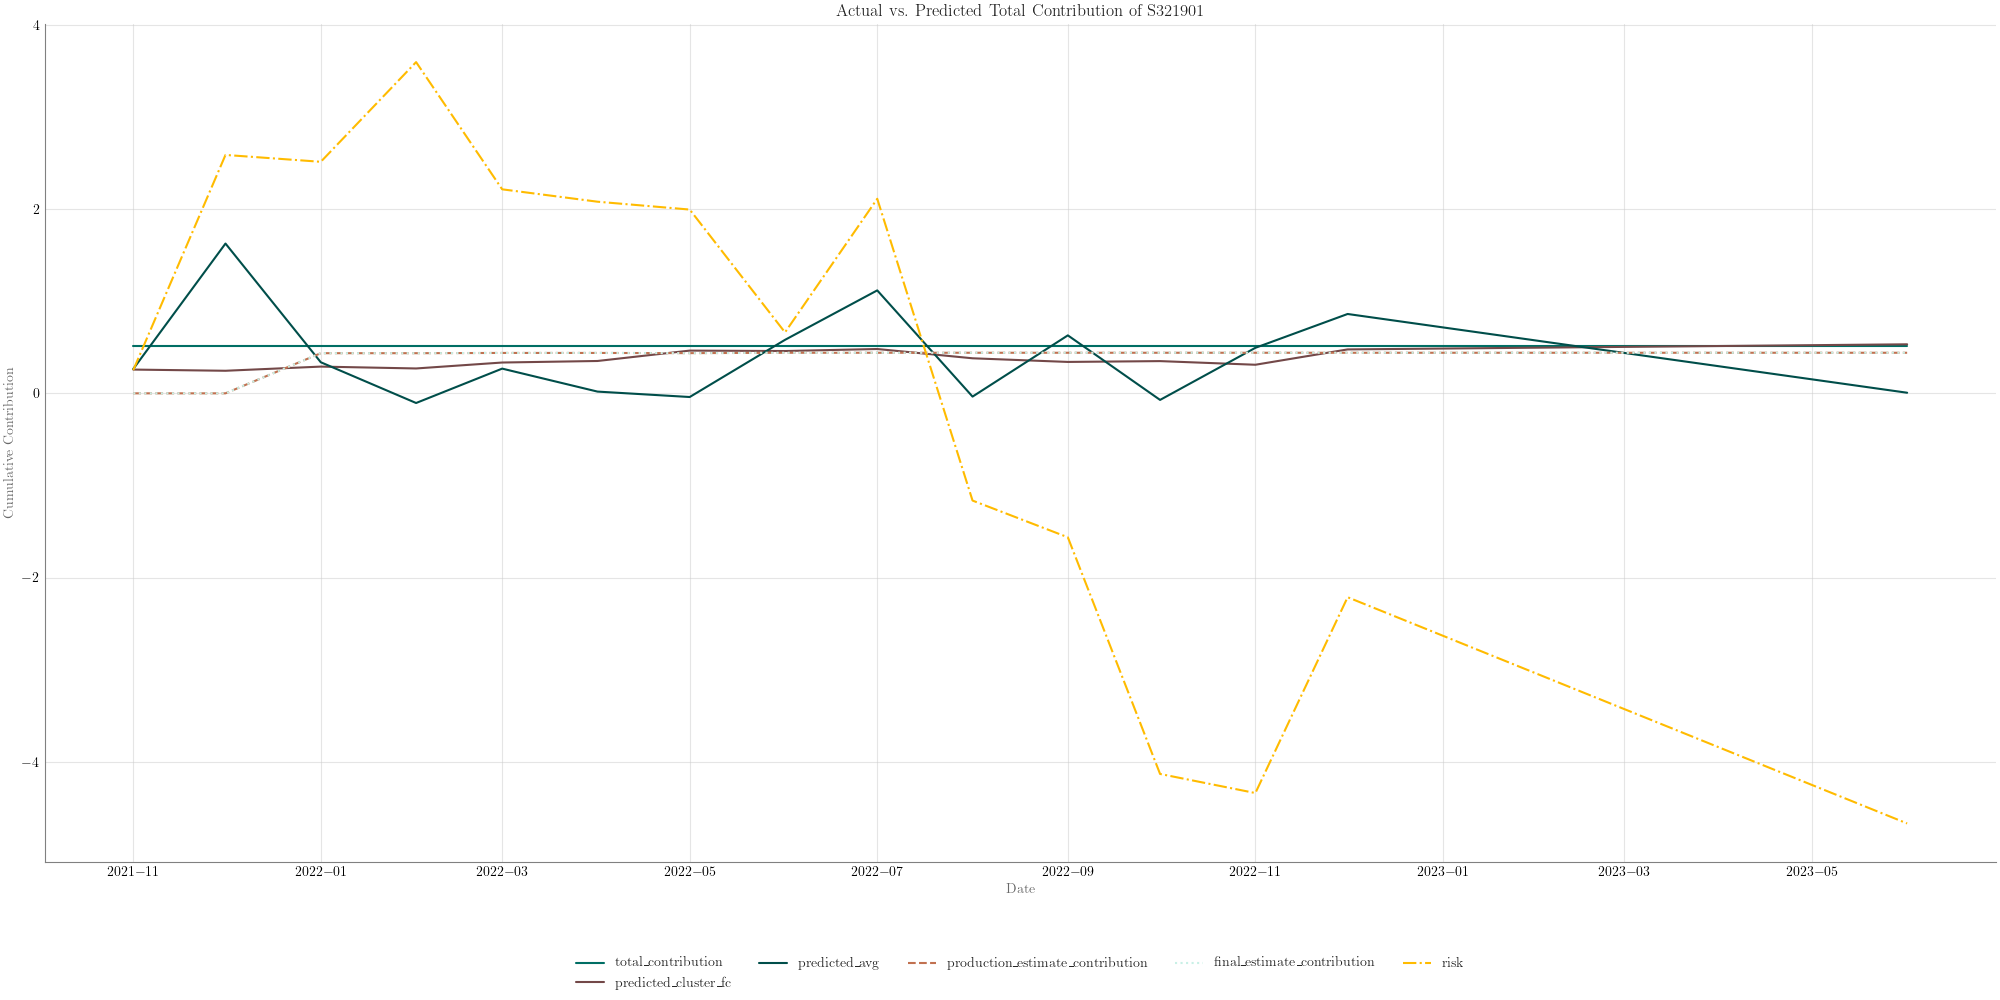 Actual vs. Predicted Total Contribution of S321901
Cumulative Contribution
4
2
0
−2
−4
2021−11 2022−01 2022−03 2022−05 2022−07 2022−09 2022−11 2023−01 2023−03 2023−05
Date
total_contribution predicted_avg production_estimate_contribution final_estimate_contribution risk
predicted_cluster_fc